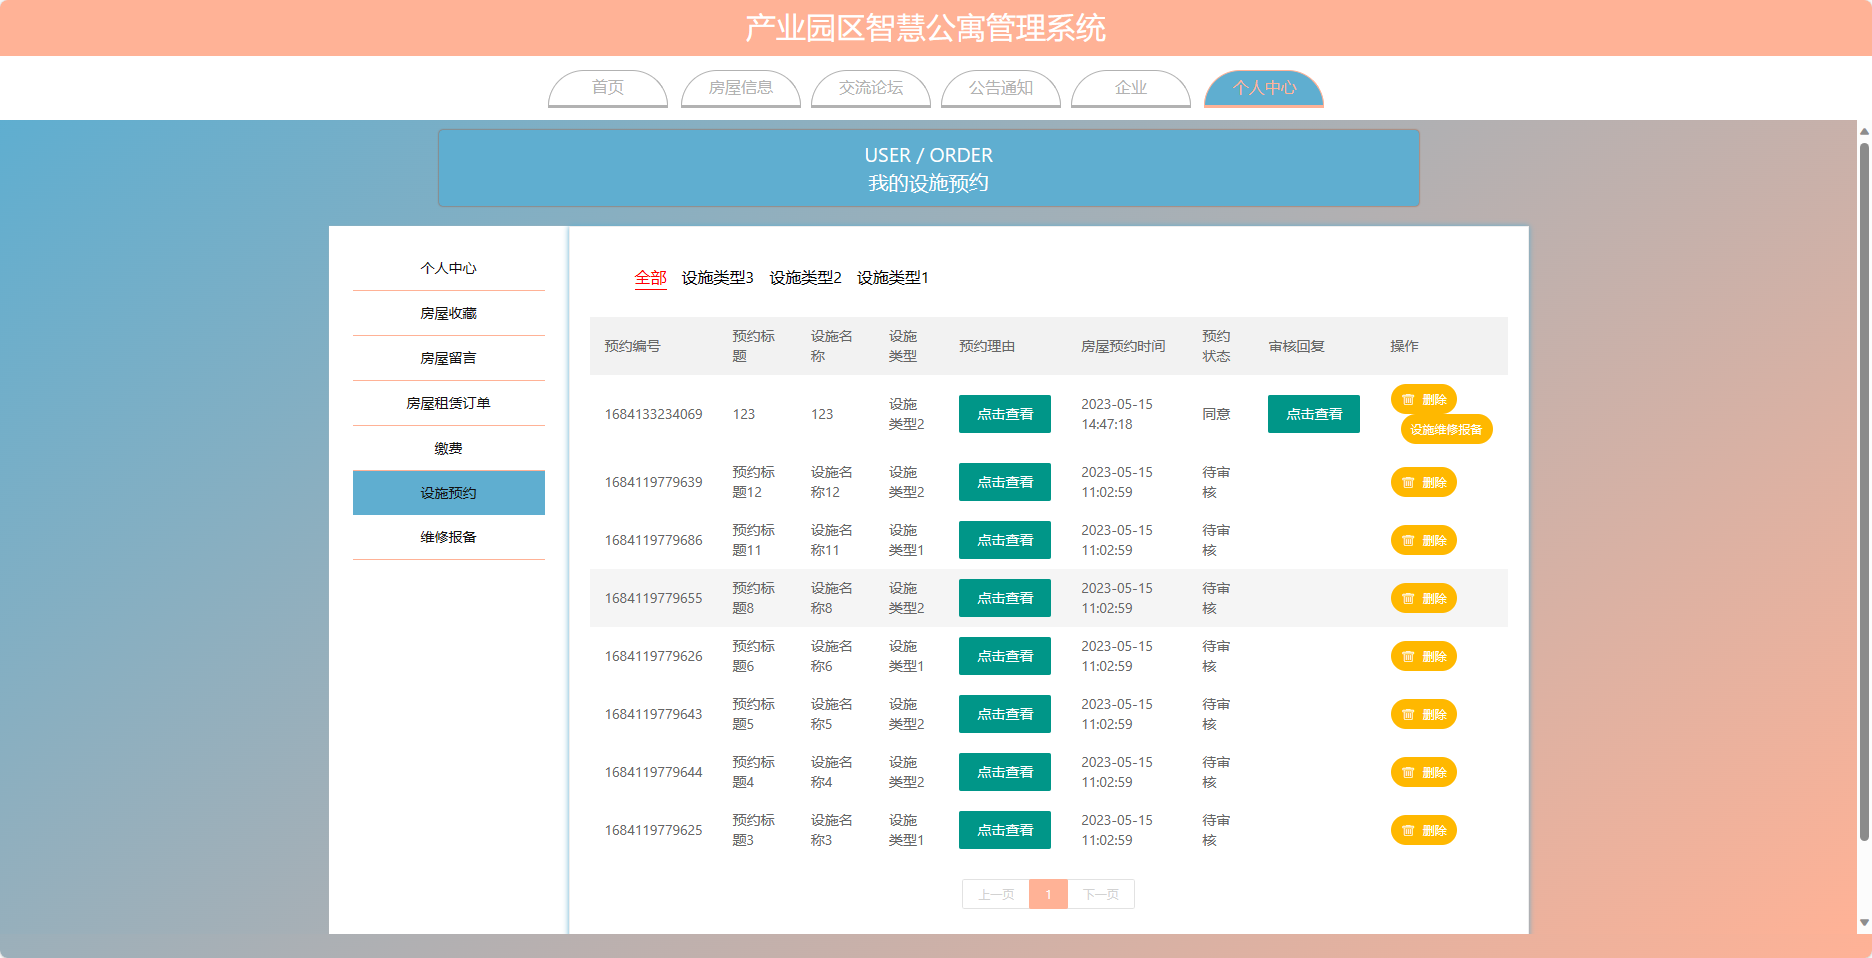 产业园区智慧公寓管理系统
首页 房屋信息 交流论坛 公告通知 企业 个人中心
USER / ORDER
我的设施预约
个人中心
房屋收藏
房屋留言
房屋租赁订单
缴费
设施预约
维修报备
全部 设施类型3 设施类型2 设施类型1
预约编号 预约标题 设施名称 设施类型 预约理由 房屋预约时间 预约状态 审核回复 操作
1684133234069 123 123 设施类型2 点击查看 2023-05-15 14:47:18 同意 点击查看 删除 设施维修报备
1684119779639 预约标题12 设施名称12 设施类型2 点击查看 2023-05-15 11:02:59 待审核 删除
1684119779686 预约标题11 设施名称11 设施类型1 点击查看 2023-05-15 11:02:59 待审核 删除
1684119779655 预约标题8 设施名称8 设施类型2 点击查看 2023-05-15 11:02:59 待审核 删除
1684119779626 预约标题6 设施名称6 设施类型1 点击查看 2023-05-15 11:02:59 待审核 删除
1684119779643 预约标题5 设施名称5 设施类型2 点击查看 2023-05-15 11:02:59 待审核 删除
1684119779644 预约标题4 设施名称4 设施类型2 点击查看 2023-05-15 11:02:59 待审核 删除
1684119779625 预约标题3 设施名称3 设施类型1 点击查看 2023-05-15 11:02:59 待审核 删除
上一页 1 下一页